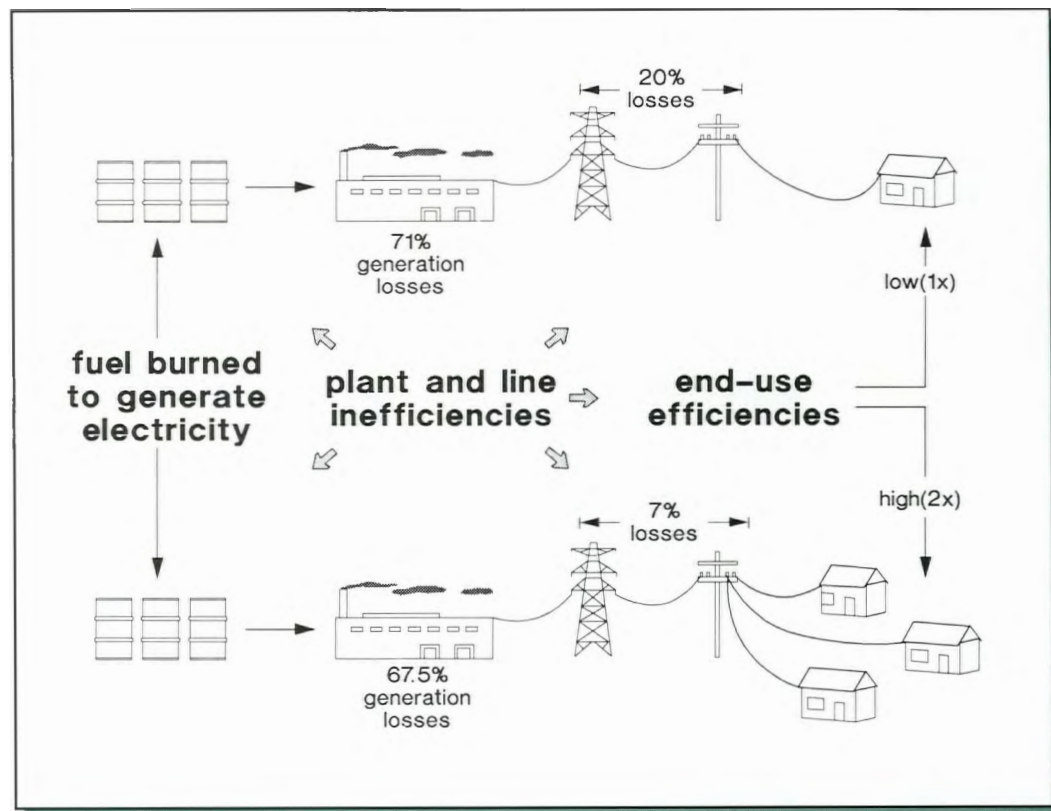 20%
losses
71%
generation
losses
low(1x)
fuel burned
to generate
electricity
plant and line
inefficiencies
end-use
efficiencies
high(2x)
7%
losses
67.5%
generation
losses